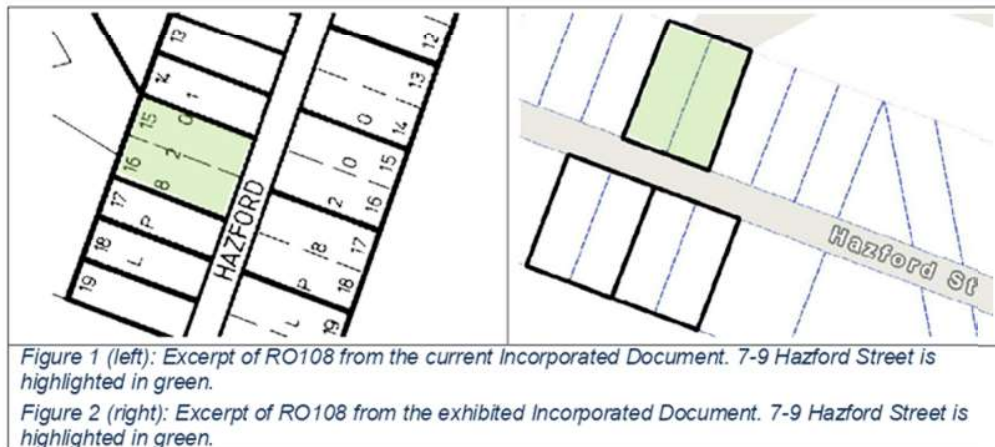 13
14
1
15
0
2
16
8
17
P
18
L
19
HAZFORD
12
13
0
14
0
15
2
16
8
17
P
18
L
19
Hazford St
Figure 1 (left): Excerpt of RO108 from the current Incorporated Document. 7-9 Hazford Street is
highlighted in green.
Figure 2 (right): Excerpt of RO108 from the exhibited Incorporated Document. 7-9 Hazford Street is
highlighted in green.